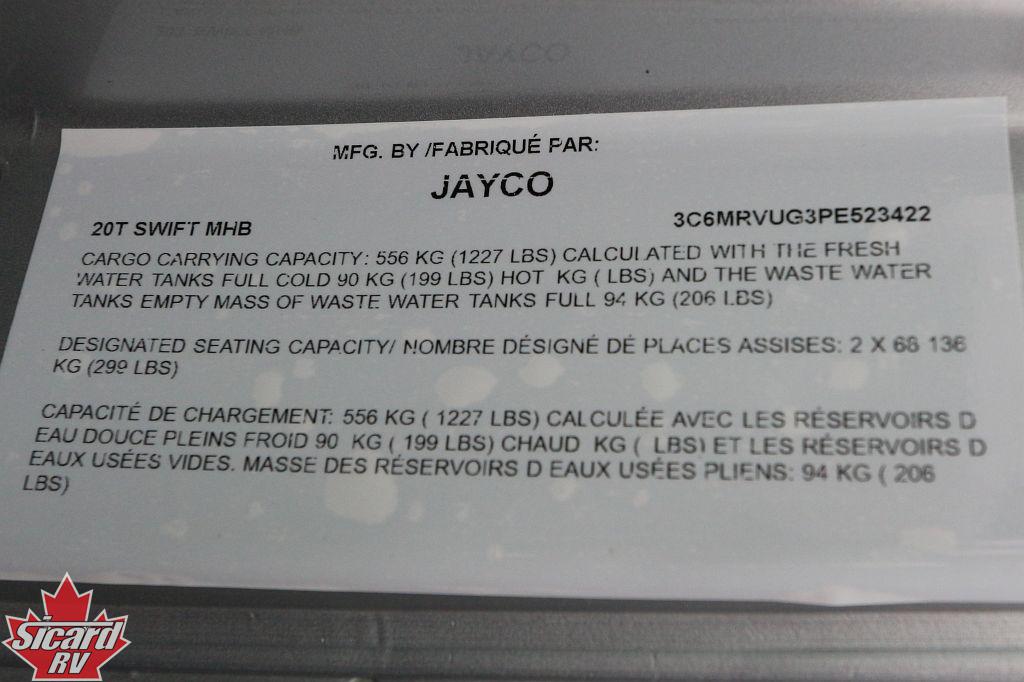 MFG. BY /FABRIQUÉ PAR:
JAYCO
20T SWIFT MHB 3C6MRVUG3PE523422
CARGO CARRYING CAPACITY: 556 KG (1227 LBS) CALCULATED WITH THE FRESH
WATER TANKS FULL COLD 90 KG (199 LBS) HOT KG ( LBS) AND THE WASTE WATER
TANKS EMPTY MASS OF WASTE WATER TANKS FULL 94 KG (206 LBS)
DESIGNATED SEATING CAPACITY/ NOMBRE DÉSIGNÉ DÉ PLACES ASSISES: 2 X 68 136
KG (299 LBS)
CAPACITÉ DE CHARGEMENT: 556 KG ( 1227 LBS) CALCULÉE AVEC LES RÉSERVOIRS D
EAU DOUCE PLEINS FROID 90 KG ( 199 LBS) CHAUD KG ( LBS) ET LES RÉSERVOIRS D
EAUX USÉES VIDES. MASSE DES RÉSERVOIRS D EAUX USÉES PLIENS: 94 KG ( 206
LBS)
Sicard
RV